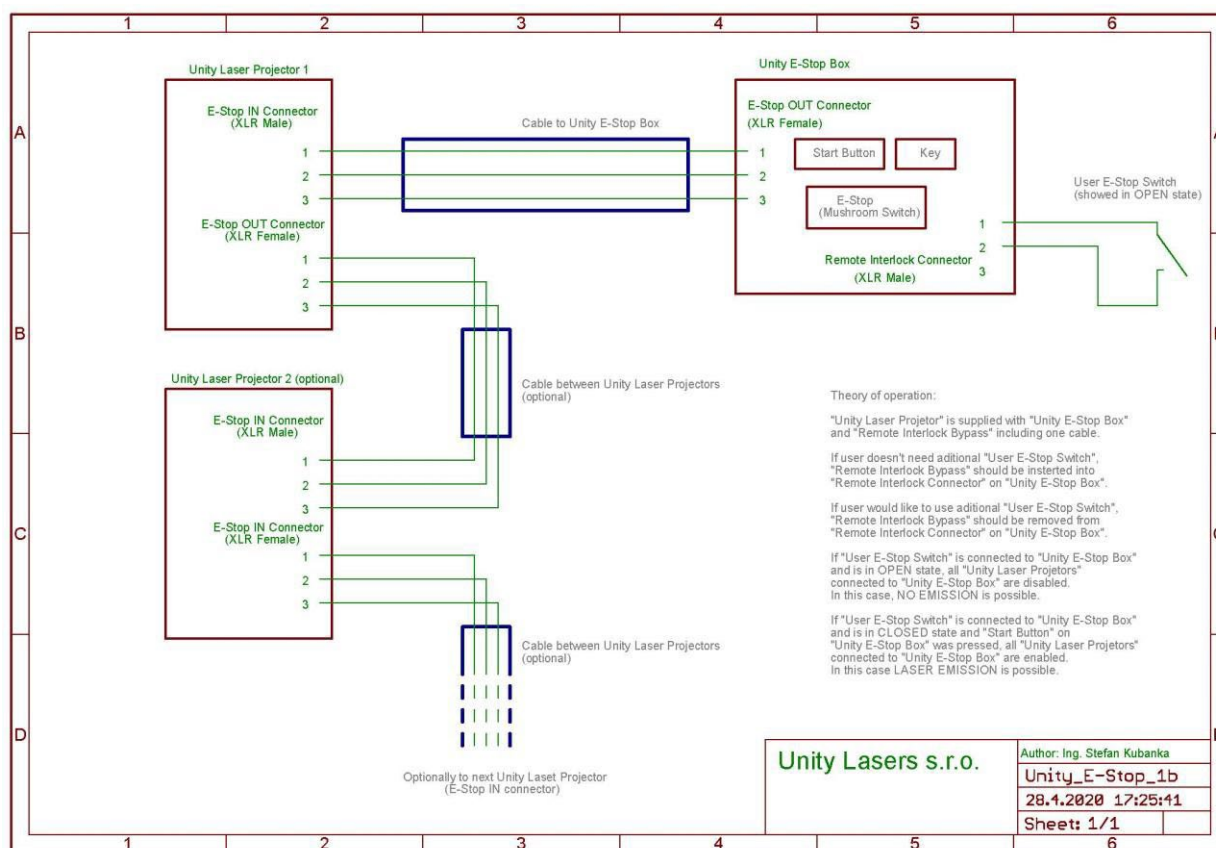 1 2 3 4 5 6
Unity Laser Projector 1
E-Stop IN Connector
(XLR Male)
1
2
3
E-Stop OUT Connector
(XLR Female)
1
2
3
Cable to Unity E-Stop Box
Unity E-Stop Box
E-Stop OUT Connector
(XLR Female)
1
2
3
Start Button
Key
E-Stop
(Mushroom Switch)
1
2
3
Remote Interlock Connector
(XLR Male)
User E-Stop Switch
(showed in OPEN state)
A
B
C
D
Unity Laser Projector 2 (optional)
E-Stop IN Connector
(XLR Male)
1
2
3
E-Stop IN Connector
(XLR Female)
1
2
3
Cable between Unity Laser Projectors
(optional)
Cable between Unity Laser Projectors
(optional)
Optionally to next Unity Laset Projector
(E-Stop IN connector)
Theory of operation:
"Unity Laser Projetor" is supplied with "Unity E-Stop Box"
and "Remote Interlock Bypass" including one cable.
If user doesn't need aditional "User E-Stop Switch",
"Remote Interlock Bypass" should be insterted into
"Remote Interlock Connector" on "Unity E-Stop Box".
If user would like to use aditional "User E-Stop Switch",
"Remote Interlock Bypass" should be removed from
"Remote Interlock Connector" on "Unity E-Stop Box".
If "User E-Stop Switch" is connected to "Unity E-Stop Box"
and is in OPEN state, all "Unity Laser Projetors"
connected to "Unity E-Stop Box" are disabled.
In this case, NO EMISSION is possible.
If "User E-Stop Switch" is connected to "Unity E-Stop Box"
and is in CLOSED state and "Start Button" on
"Unity E-Stop Box" was pressed, all "Unity Laser Projetors"
connected to "Unity E-Stop Box" are enabled.
In this case LASER EMISSION is possible.
Unity Lasers s.r.o.
Author: Ing. Stefan Kubanka
Unity_E-Stop_1b
28.4.2020 17:25:41
Sheet: 1/1
1 2 3 4 5 6